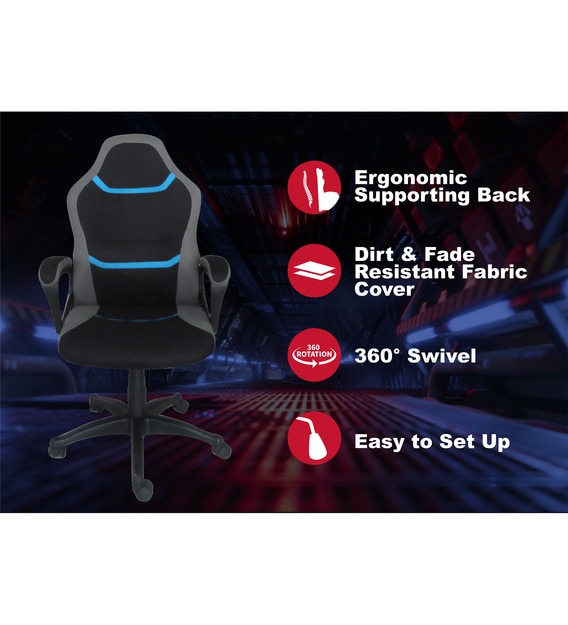 Ergonomic
Supporting Back
Dirt & Fade
Resistant Fabric
Cover
360
ROTATION
360° Swivel
Easy to Set Up